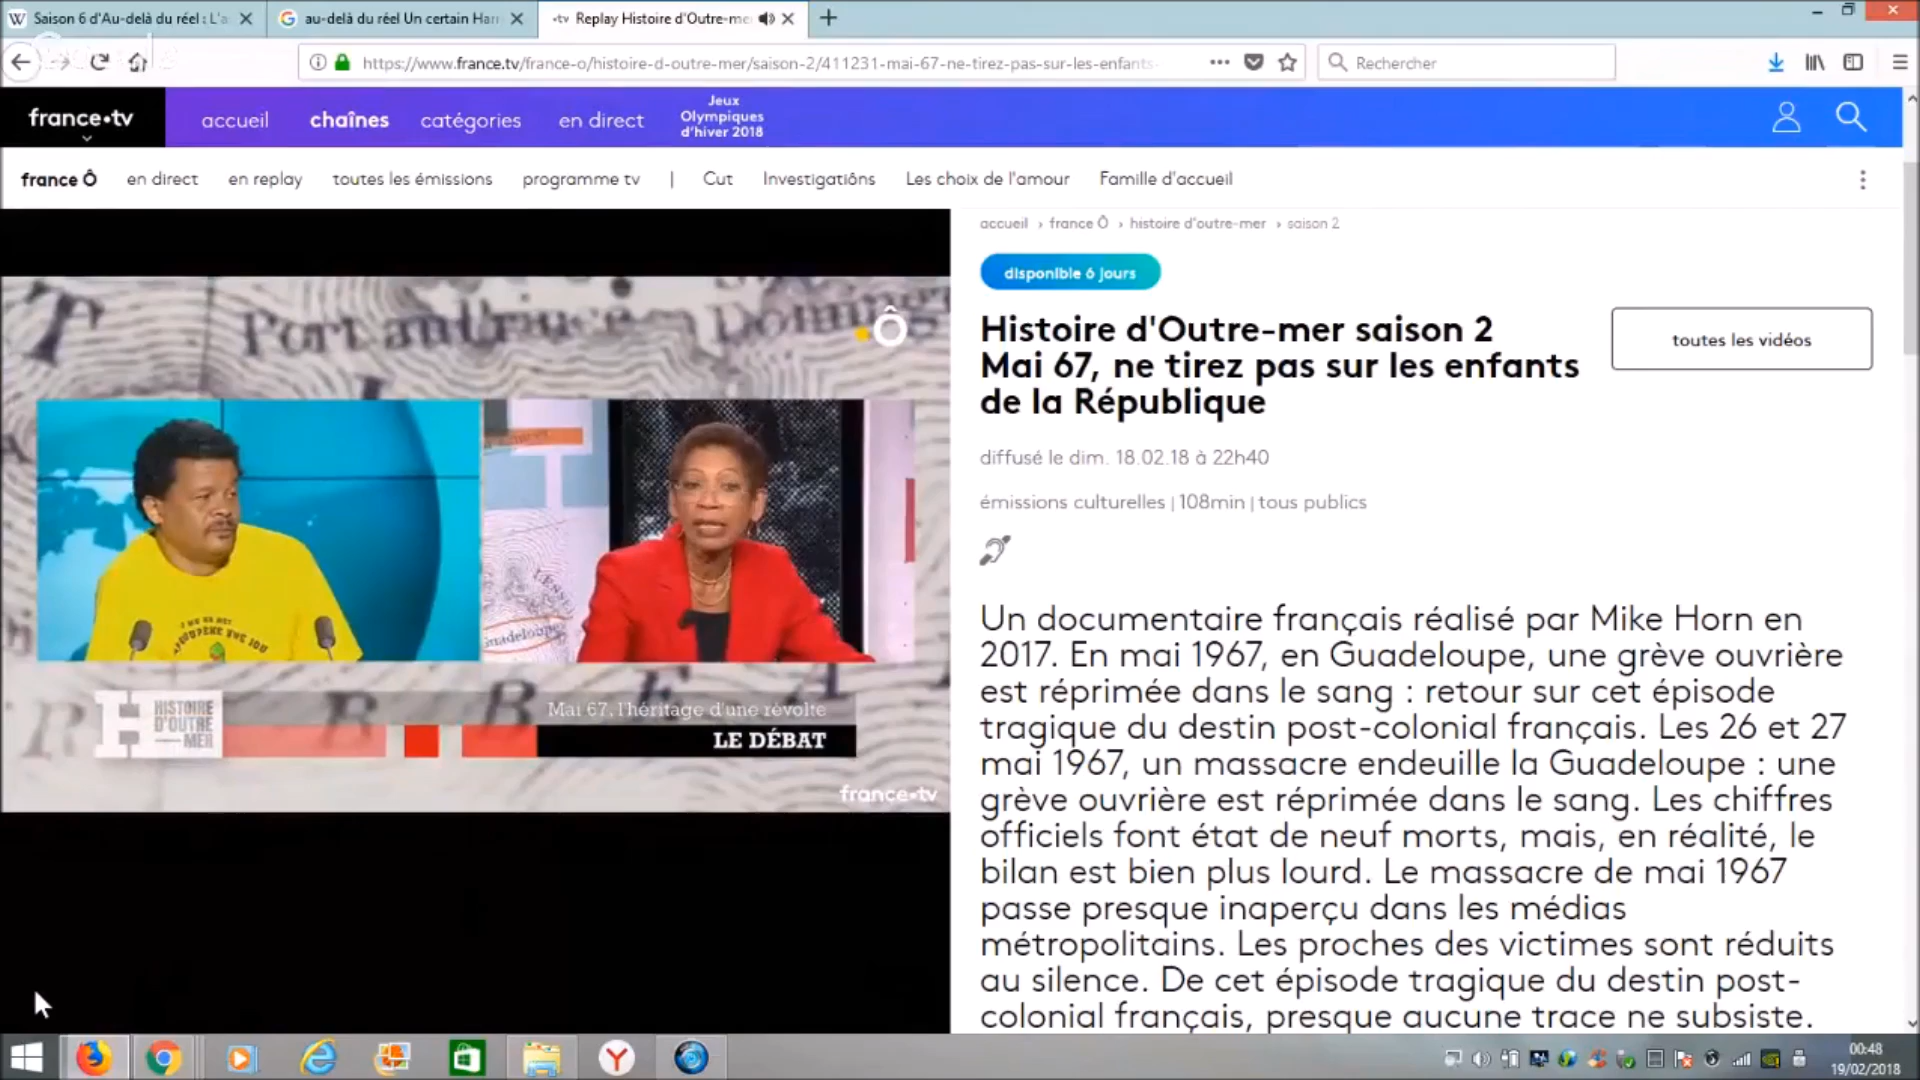 Saison 6 d'Au-delà du réel : L'a
au-delà du réel Un certain Harr
Replay Histoire d'Outre-me
https://www.france.tv/france-o/histoire-d-outre-mer/saison-2/411231-mai-67-ne-tirez-pas-sur-les-enfants-
Rechercher
france•tv
accueil
chaînes
catégories
en direct
Jeux
Olympiques
d'hiver 2018
france Ô
en direct
en replay
toutes les émissions
programme tv
|
Cut
Investigatiôns
Les choix de l'amour
Famille d'accueil
accueil › france Ô › histoire d'outre-mer › saison 2
disponible 6 jours
Histoire d'Outre-mer saison 2
Mai 67, ne tirez pas sur les enfants
de la République
toutes les vidéos
diffusé le dim. 18.02.18 à 22h40
émissions culturelles | 108min | tous publics
Un documentaire français réalisé par Mike Horn en
2017. En mai 1967, en Guadeloupe, une grève ouvrière
est réprimée dans le sang : retour sur cet épisode
tragique du destin post-colonial français. Les 26 et 27
mai 1967, un massacre endeuille la Guadeloupe : une
grève ouvrière est réprimée dans le sang. Les chiffres
officiels font état de neuf morts, mais, en réalité, le
bilan est bien plus lourd. Le massacre de mai 1967
passe presque inaperçu dans les médias
métropolitains. Les proches des victimes sont réduits
au silence. De cet épisode tragique du destin post-
colonial français, presque aucune trace ne subsiste.
Port au Prince
Ô
HISTOIRE
D'OUTRE
MER
Mai 67, l'héritage d'une révolte
LE DÉBAT
france•tv
00:48
19/02/2018